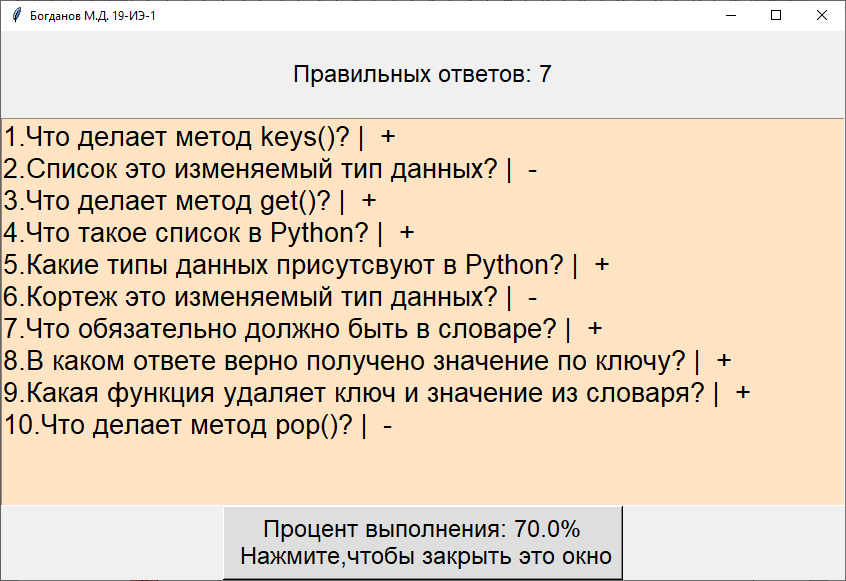 Богданов М.Д. 19-ИЭ-1
Правильных ответов: 7
1.Что делает метод keys()? |  +
2.Список это изменяемый тип данных? |  -
3.Что делает метод get()? |  +
4.Что такое список в Python? |  +
5.Какие типы данных присутсвуют в Python? |  +
6.Кортеж это изменяемый тип данных? |  -
7.Что обязательно должно быть в словаре? |  +
8.В каком ответе верно получено значение по ключу? |  +
9.Какая функция удаляет ключ и значение из словаря? |  +
10.Что делает метод pop()? |  -
Процент выполнения: 70.0%
Нажмите,чтобы закрыть это окно